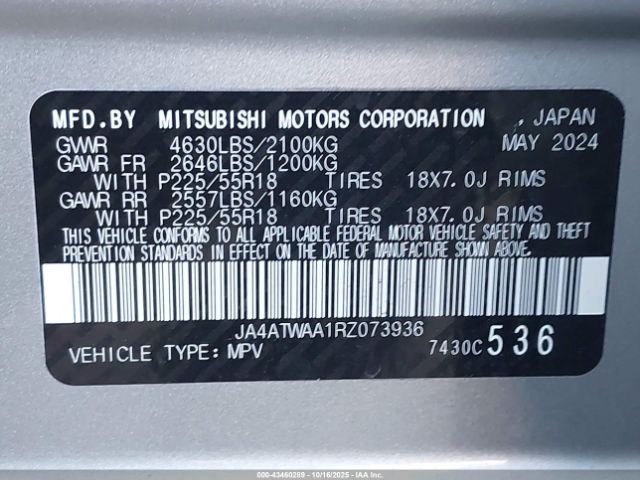 MFD.BY MITSUBISHI MOTORS CORPORATION , JAPAN
GVWR 4630LBS/2100KG MAY 2024
GAWR FR 2646LBS/1200KG
WITH P225/55R18 TIRES 18X7.0J RIMS
GAWR RR 2557LBS/1160KG
WITH P225/55R18 TIRES 18X7.0J RIMS
THIS VEHICLE CONFORMS TO ALL APPLICABLE FEDERAL MOTOR VEHICLE SAFETY AND THEFT
PREVENTION STANDARDS IN EFFECT ON THE DATE OF MANUFACTURE SHOWN ABOVE.
JA4ATWAA1RZ073936
VEHICLE TYPE: MPV 7430C 536
000-43460269 - 10/16/2025 - IAAI.COM